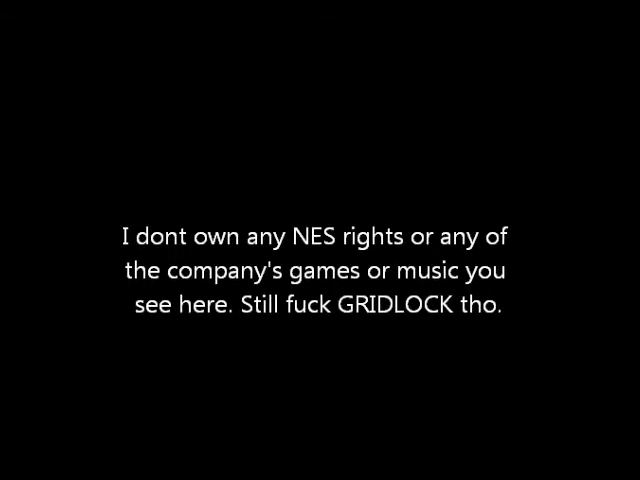 I dont own any NES rights or any of
the company's games or music you
see here. Still fuck GRIDLOCK tho.